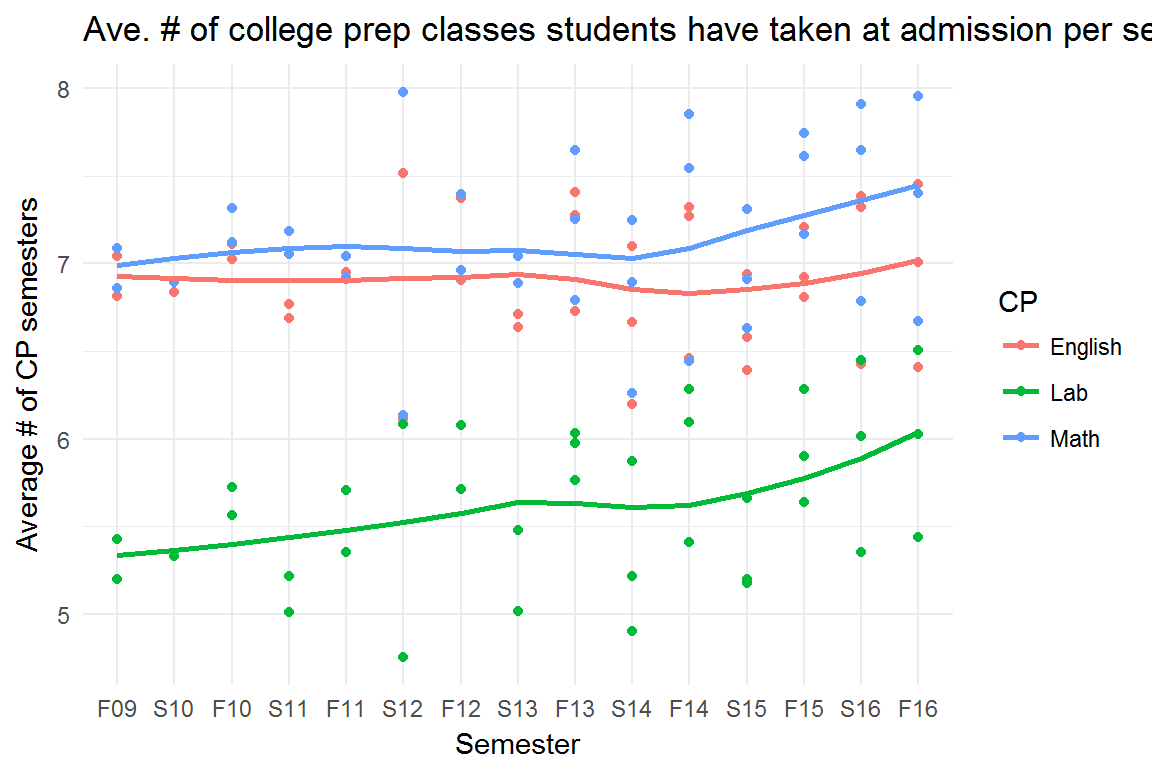 Ave. # of college prep classes students have taken at admission per se
8
7
6
5
Average # of CP semesters
F09 S10 F10 S11 F11 S12 F12 S13 F13 S14 F14 S15 F15 S16 F16
Semester
CP
English
Lab
Math